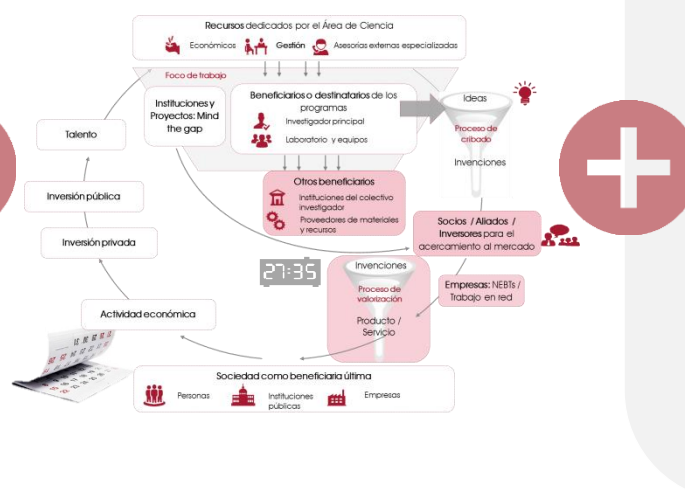 Recursos dedicados por el Área de Ciencia
Económicos
Gestión
Asesorías externas especializadas
Foco de trabajo
Instituciones y
Proyectos: Mind
the gap
Beneficiarios o destinatarios de los
programas
Investigador principal
Laboratorio y equipos
Ideas
Proceso de
cribado
Invenciones
Talento
Otros beneficiarios
Instituciones del colectivo
investigador
Proveedores de materiales
y recursos
Inversión pública
Socios / Aliados /
Inversores para el
acercamiento al mercado
Inversión privada
27:35
Invenciones
Proceso de
valorización
Producto /
Servicio
Empresas: NEBTs /
Trabajo en red
Actividad económica
Sociedad como beneficiaria última
Personas
Instituciones
públicas
Empresas